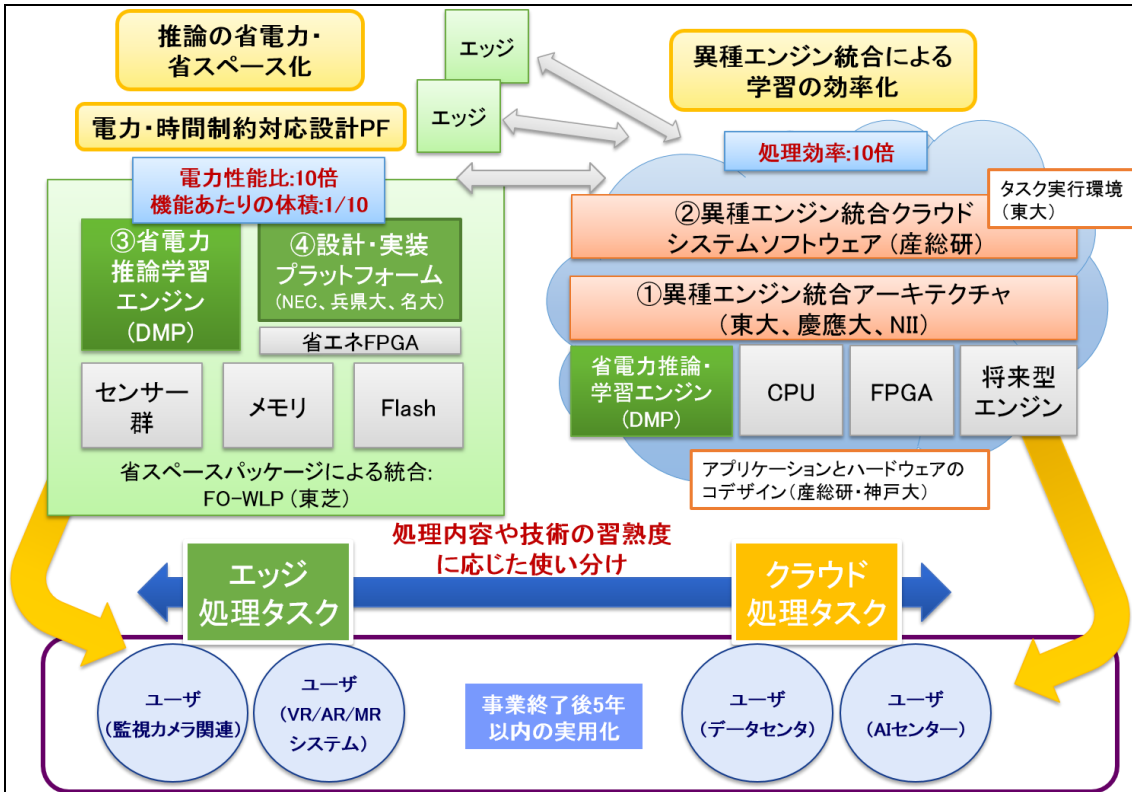 推論の省電力・
省スペース化
エッジ
エッジ
異種エンジン統合による
学習の効率化
電力・時間制約対応設計PF
電力性能比:10倍
機能あたりの体積:1/10
処理効率:10倍
タスク実行環境
(東大)
③省電力
推論学習
エンジン
(DMP)
④設計・実装
プラットフォーム
(NEC、兵県大、名大)
省エネFPGA
センサー
群
メモリ
Flash
省スペースパッケージによる統合:
FO-WLP(東芝)
②異種エンジン統合クラウド
システムソフトウェア(産総研)
①異種エンジン統合アーキテクチャ
(東大、慶應大、NII)
省電力推論・
学習エンジン
(DMP)
CPU
FPGA
将来型
エンジン
アプリケーションとハードウェアの
コデザイン(産総研・神戸大)
処理内容や技術の習熟度
に応じた使い分け
エッジ
処理タスク
クラウド
処理タスク
ユーザ
(監視カメラ関連)
ユーザ
(VR/AR/MR
システム)
事業終了後5年
以内の実用化
ユーザ
(データセンタ)
ユーザ
(AIセンター)